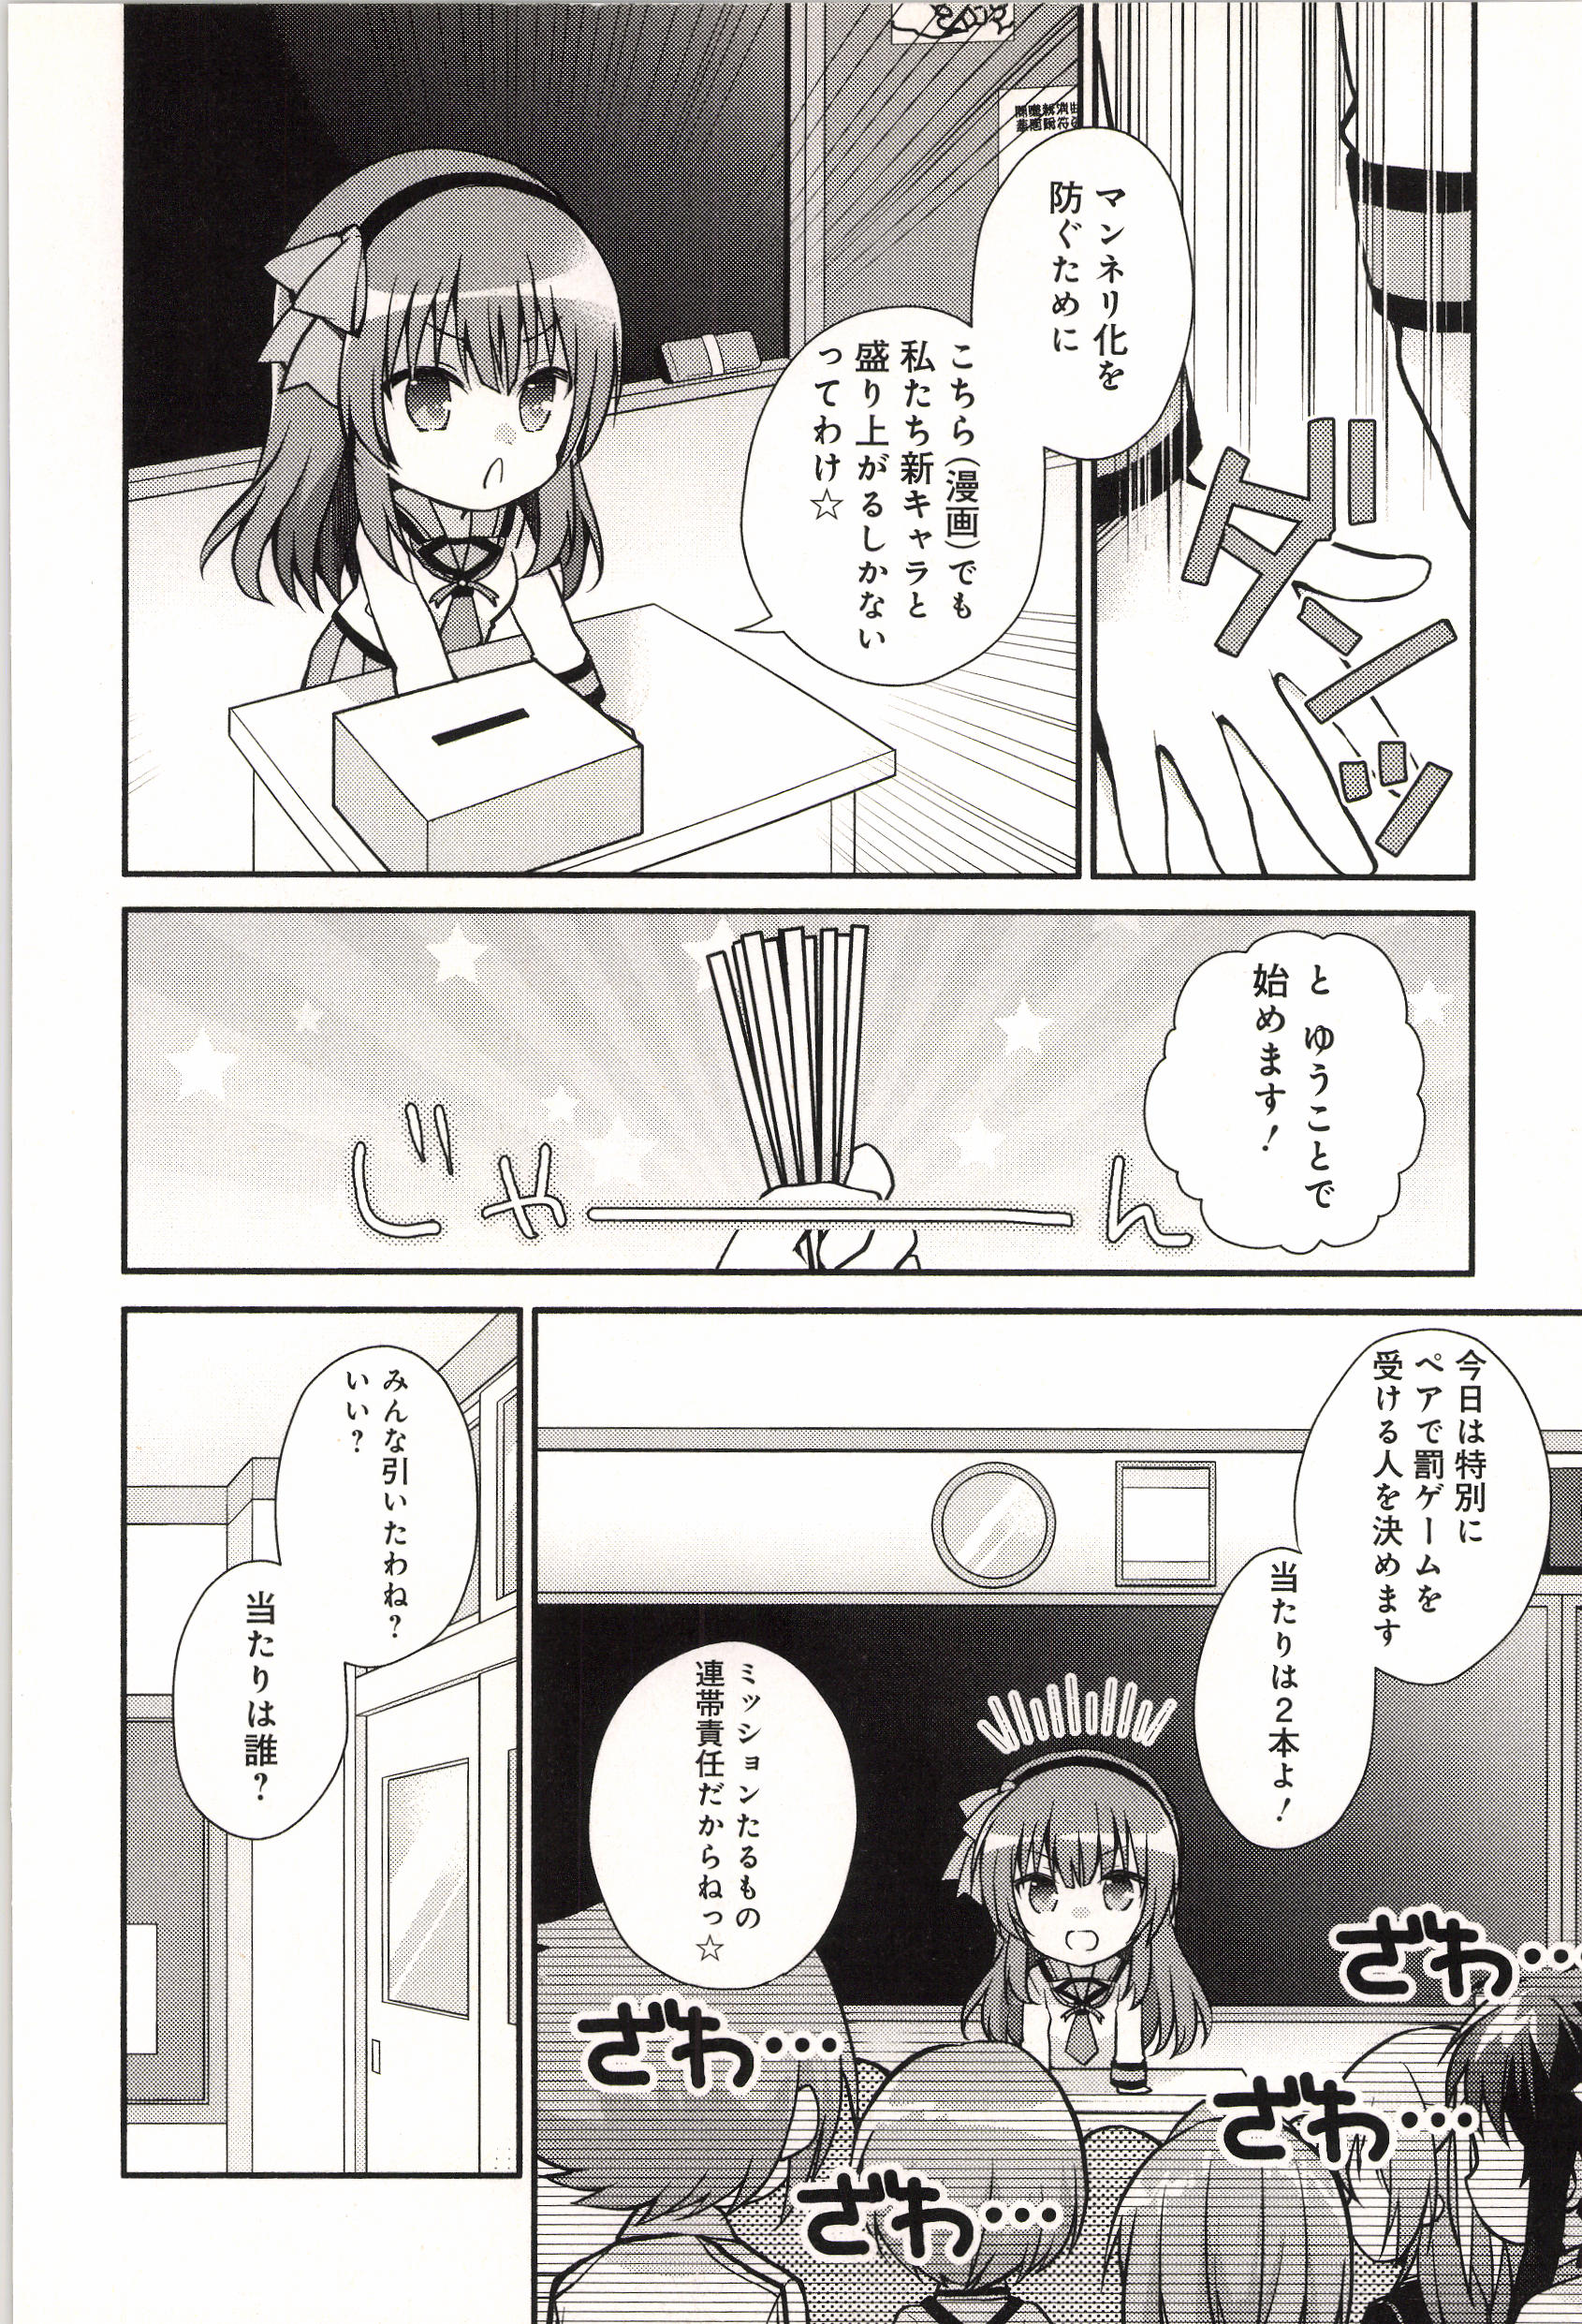 ダンッ
マンネリ化を
防ぐために
こちら(漫画)でも
私たち新キャラと
盛り上がるしかない
ってわけ☆
と ゆうことで
始めます!
じゃーん
今日は特別に
ペアで罰ゲームを
受ける人を決めます
当たりは2本よ!
ミッションたるもの
連帯責任だからねっ☆
ざわ…
ざわ…
ざわ…
ざわ…
みんな引いたわね?
いい?
当たりは誰?